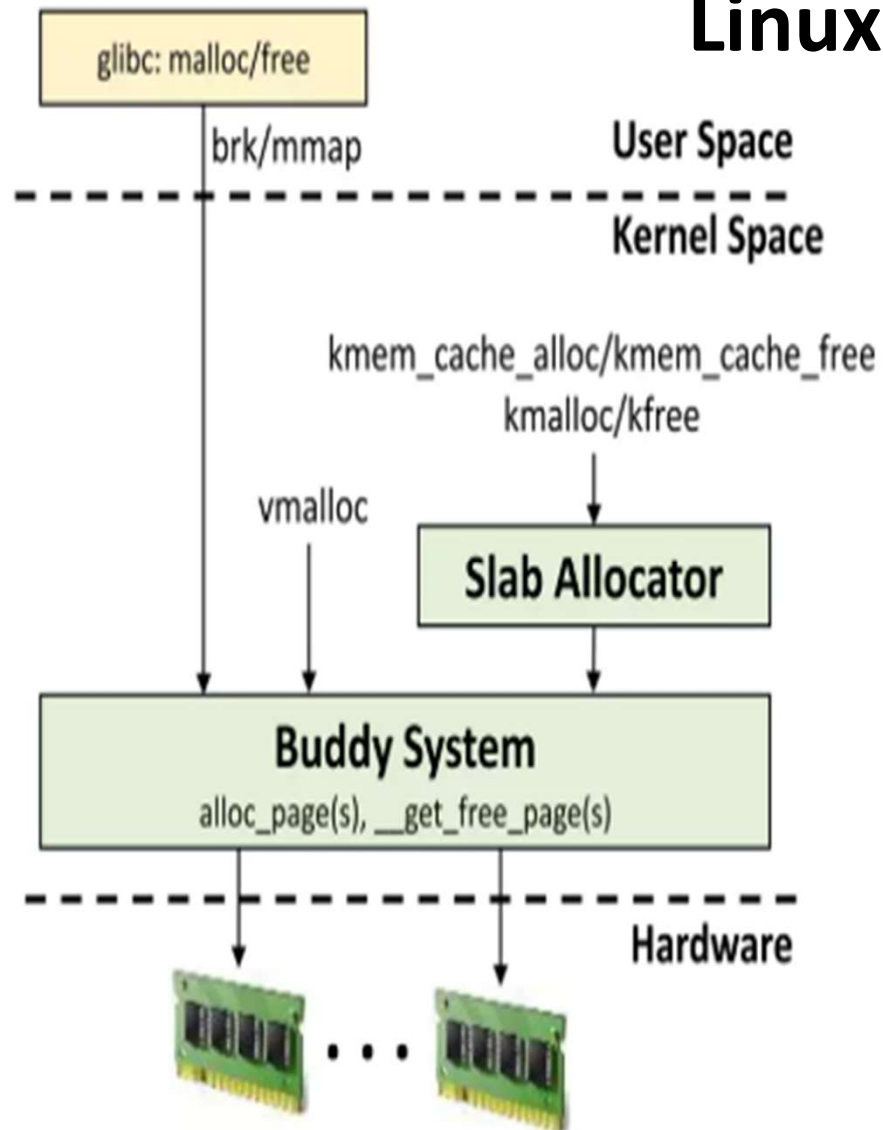 Linux
glibc: malloc/free
brk/mmap
User Space
Kernel Space
kmem_cache_alloc/kmem_cache_free
kmalloc/kfree
vmalloc
Slab Allocator
Buddy System
alloc_page(s), __get_free_page(s)
Hardware
. . .